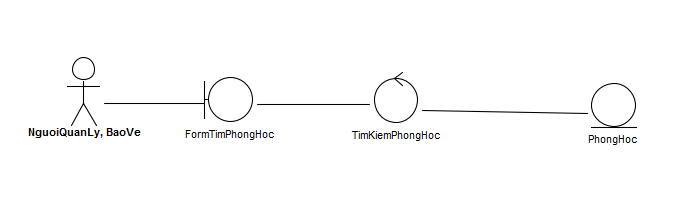 NguoiQuanLy, BaoVe
FormTimPhongHoc
TimKiemPhongHoc
PhongHoc